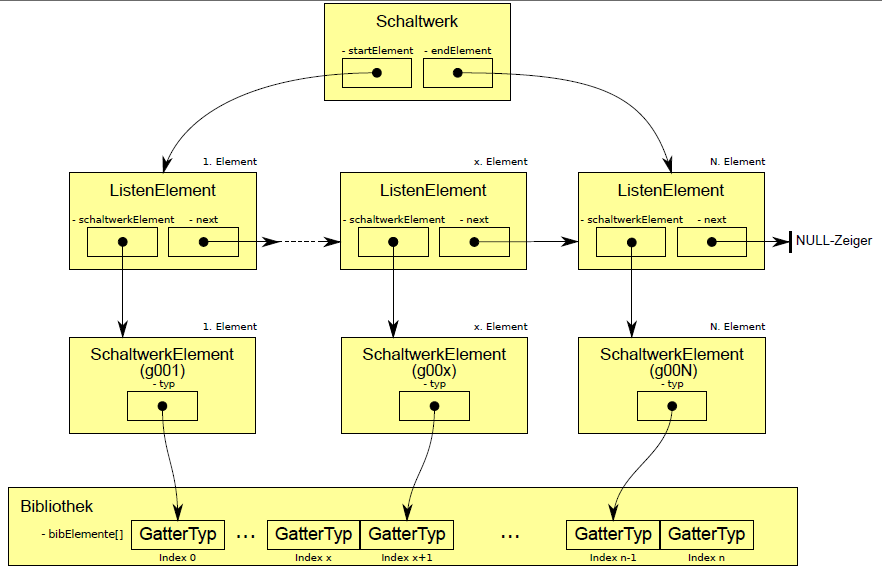 Schaltwerk
- startElement - endElement
1. Element
x. Element
N. Element
ListenElement
ListenElement
ListenElement
- schaltwerkElement - next
- schaltwerkElement - next
- schaltwerkElement - next
NULL-Zeiger
1. Element
x. Element
N. Element
SchaltwerkElement
(g001)
- typ
SchaltwerkElement
(g00x)
- typ
SchaltwerkElement
(g00N)
- typ
Bibliothek
- bibElemente[]
GatterTyp ... GatterTyp GatterTyp ... GatterTyp GatterTyp
Index 0 Index x Index x+1 Index n-1 Index n